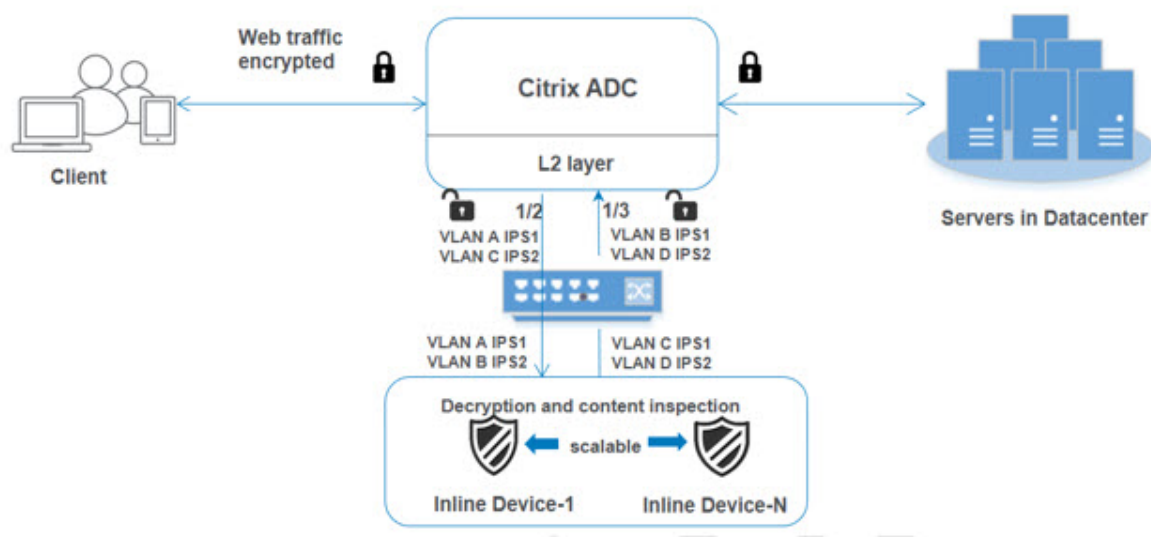 Web traffic
encrypted
Citrix ADC
L2 layer
Client
Servers in Datacenter
1/2
1/3
VLAN A IPS1
VLAN C IPS2
VLAN B IPS1
VLAN D IPS2
VLAN A IPS1
VLAN B IPS2
VLAN C IPS1
VLAN D IPS2
Decryption and content inspection
scalable
Inline Device-1
Inline Device-N